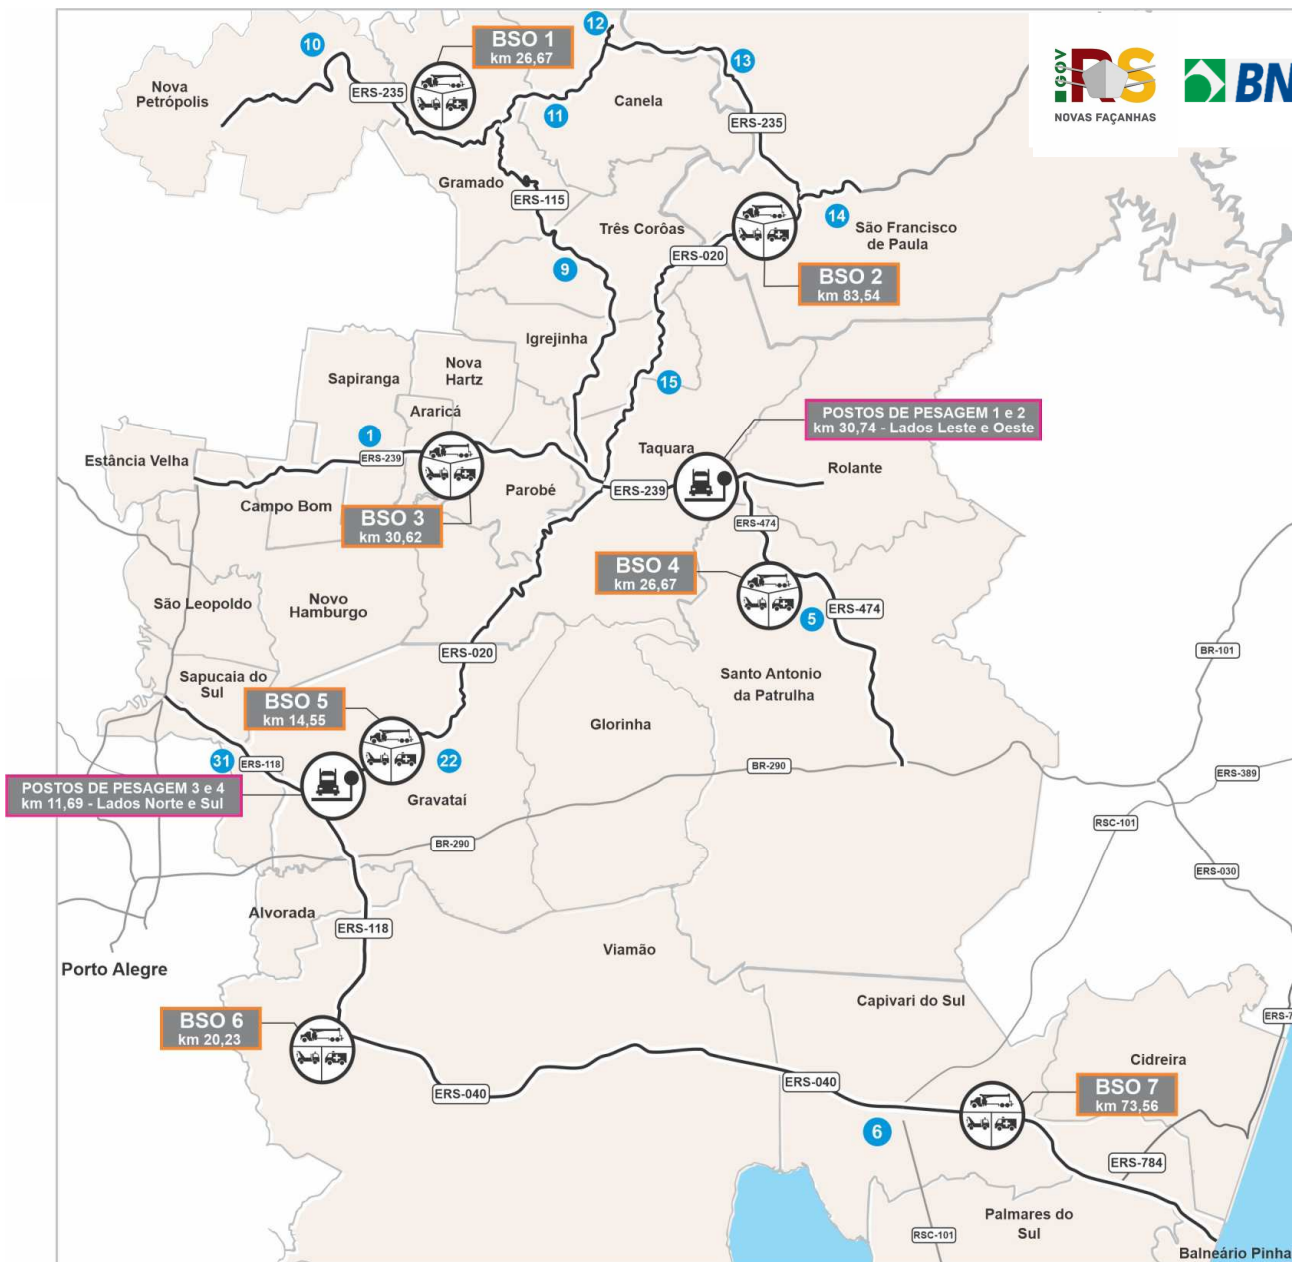 12
BSO 1
km 26,67
10
13
GOV
RS
NOVAS FAÇANHAS
BN
Nova
Petrópolis
ERS-235
11
Canela
ERS-235
Gramado
ERS-115
14
Três Corôas
São Francisco
de Paula
ERS-020
9
BSO 2
km 83,54
Igrejinha
Nova
Hartz
Sapiranga
15
Araricá
POSTOS DE PESAGEM 1 e 2
km 30,74 - Lados Leste e Oeste
1
Taquara
Estância Velha
ERS-239
Rolante
Parobé
ERS-239
Campo Bom
BSO 3
km 30,62
ERS-474
BSO 4
km 26,67
São Leopoldo
Novo
Hamburgo
5
ERS-474
ERS-020
BR-101
Sapucaia do
Sul
Santo Antonio
da Patrulha
BSO 5
km 14,55
Glorinha
31
ERS-118
22
BR-290
ERS-389
POSTOS DE PESAGEM 3 e 4
km 11,69 - Lados Norte e Sul
Gravataí
RSC-101
BR-290
ERS-030
Alvorada
ERS-118
Viamão
Porto Alegre
Capivari do Sul
BSO 6
km 20,23
ERS-7
Cidreira
ERS-040
ERS-040
BSO 7
km 73,56
6
ERS-784
Palmares do
Sul
RSC-101
Balneário Pinha